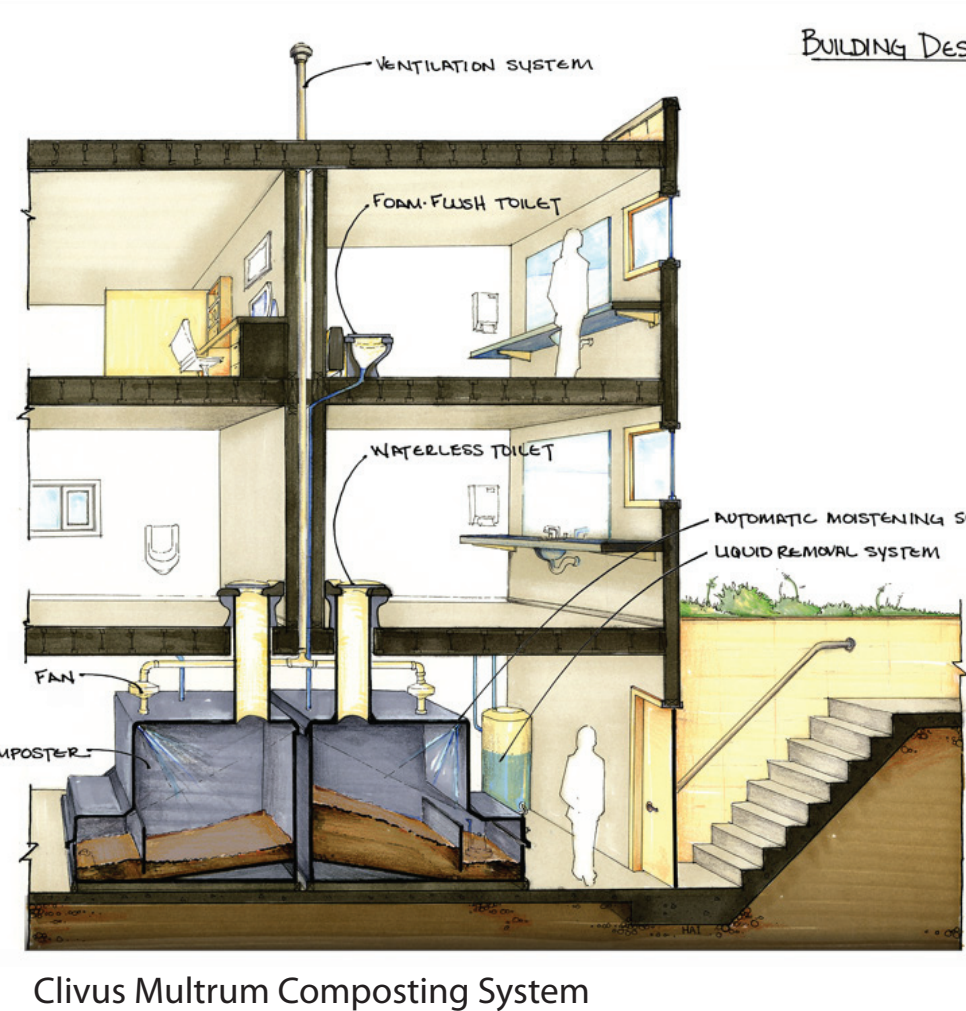 BUILDING DES
VENTILATION SYSTEM
FOAM-FLUSH TOILET
WATERLESS TOILET
AUTOMATIC MOISTENING S
LIQUID REMOVAL SYSTEM
FAN
MPOSTER
HAI
Clivus Multrum Composting System